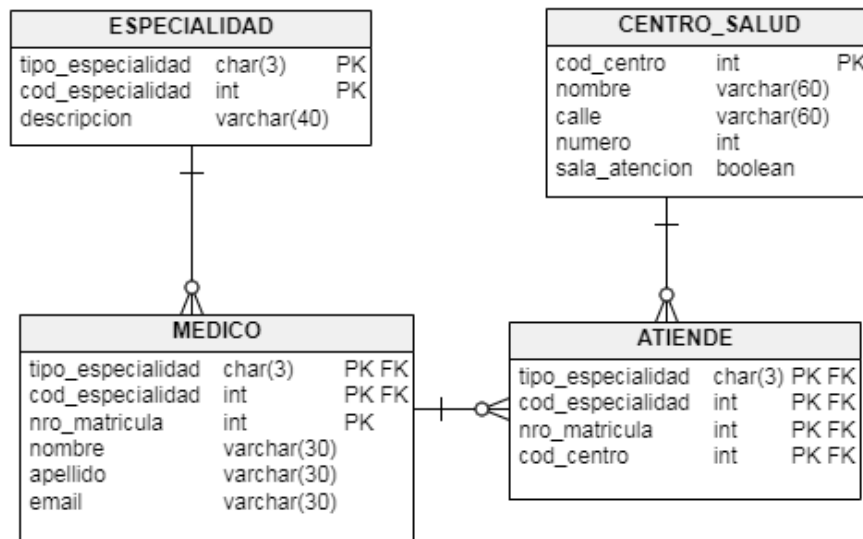 ESPECIALIDAD
tipo_especialidad char(3) PK
cod_especialidad int PK
descripcion varchar(40)
CENTRO_SALUD
cod_centro int PK
nombre varchar(60)
calle varchar(60)
numero int
sala_atencion boolean
MEDICO
tipo_especialidad char(3) PK FK
cod_especialidad int PK FK
nro_matricula int PK
nombre varchar(30)
apellido varchar(30)
email varchar(30)
ATIENDE
tipo_especialidad char(3) PK FK
cod_especialidad int PK FK
nro_matricula int PK FK
cod_centro int PK FK